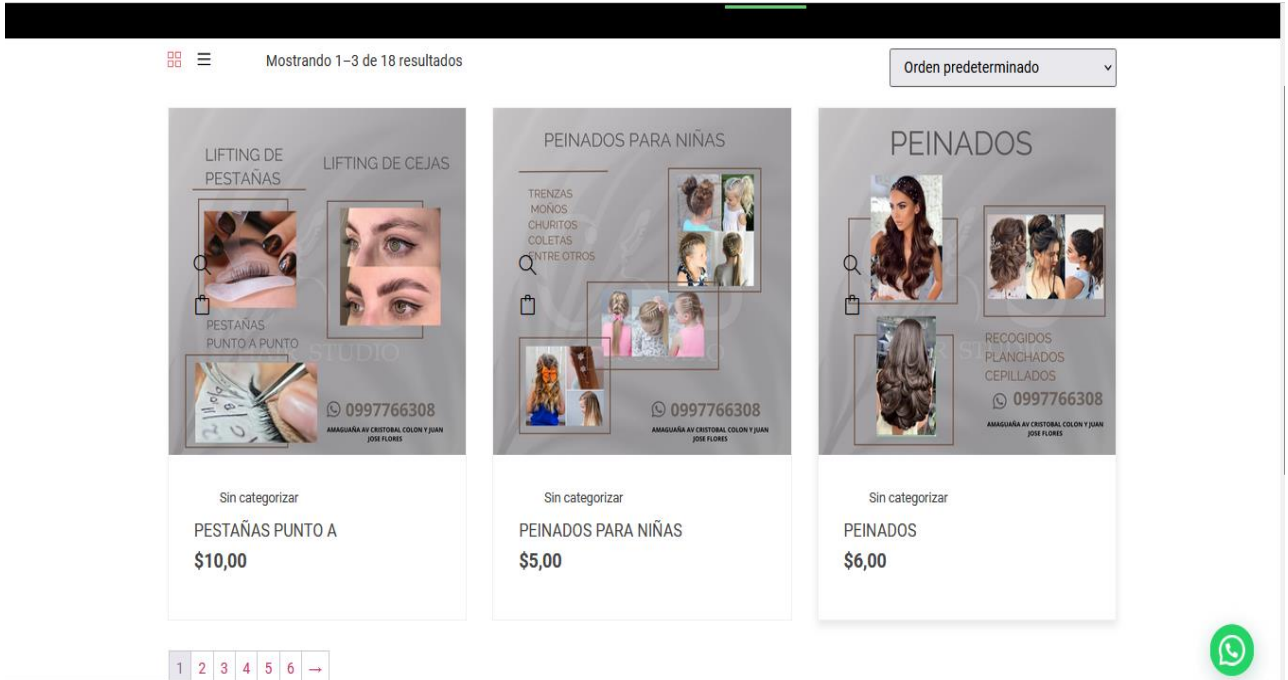 Mostrando 1–3 de 18 resultados
Orden predeterminado
LIFTING DE
PESTAÑAS
LIFTING DE CEJAS
PESTAÑAS
PUNTO A PUNTO
STUDIO
0997766308
AMAGUAÑA AV CRISTOBAL COLON Y JUAN
JOSE FLORES
Sin categorizar
PESTAÑAS PUNTO A
$10,00
PEINADOS PARA NIÑAS
TRENZAS
MOÑOS
CHURITOS
COLETAS
ENTRE OTROS
0997766308
AMAGUAÑA AV CRISTOBAL COLON Y JUAN
JOSE FLORES
Sin categorizar
PEINADOS PARA NIÑAS
$5,00
PEINADOS
RECOGIDOS
PLANCHADOS
CEPILLADOS
0997766308
AMAGUAÑA AV CRISTOBAL COLON Y JUAN
JOSE FLORES
Sin categorizar
PEINADOS
$6,00
1 2 3 4 5 6 →